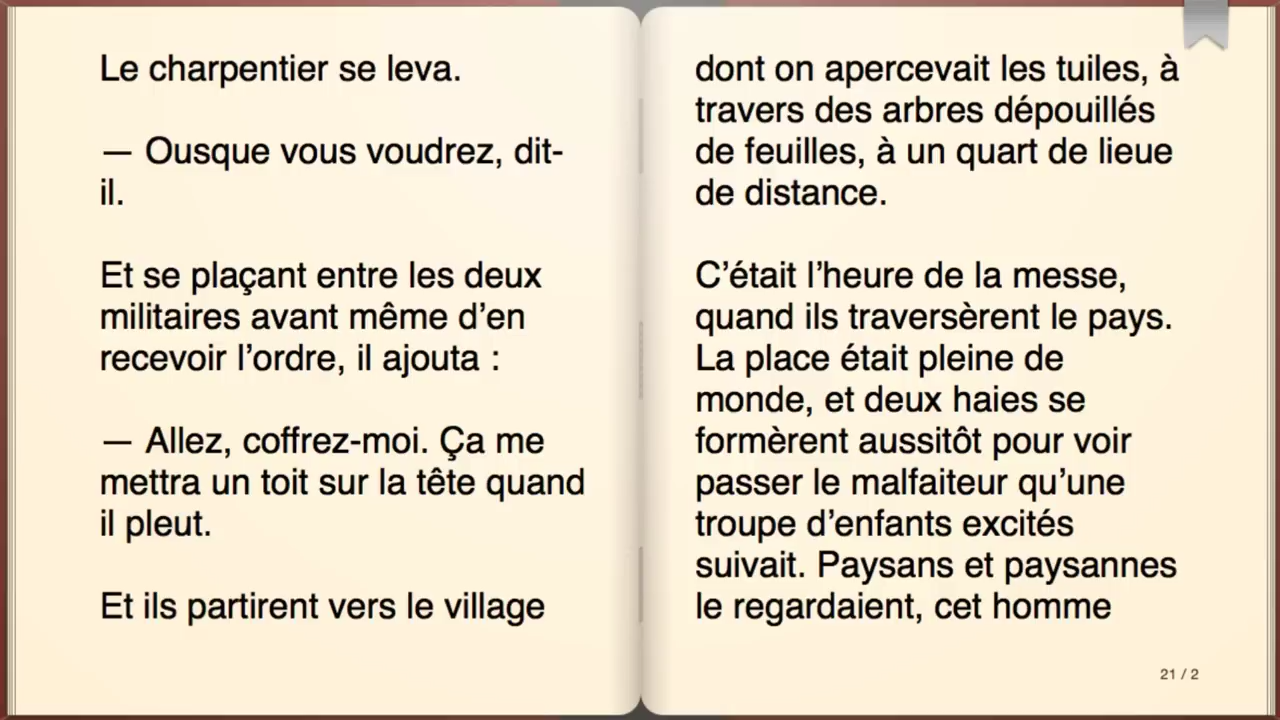 Le charpentier se leva.
— Ousque vous voudrez, dit-
il.
Et se plaçant entre les deux
militaires avant même d’en
recevoir l’ordre, il ajouta :
— Allez, coffrez-moi. Ça me
mettra un toit sur la tête quand
il pleut.
Et ils partirent vers le village
dont on apercevait les tuiles, à
travers des arbres dépouillés
de feuilles, à un quart de lieue
de distance.
C’était l’heure de la messe,
quand ils traversèrent le pays.
La place était pleine de
monde, et deux haies se
formèrent aussitôt pour voir
passer le malfaiteur qu’une
troupe d’enfants excités
suivait. Paysans et paysannes
le regardaient, cet homme
21 / 2